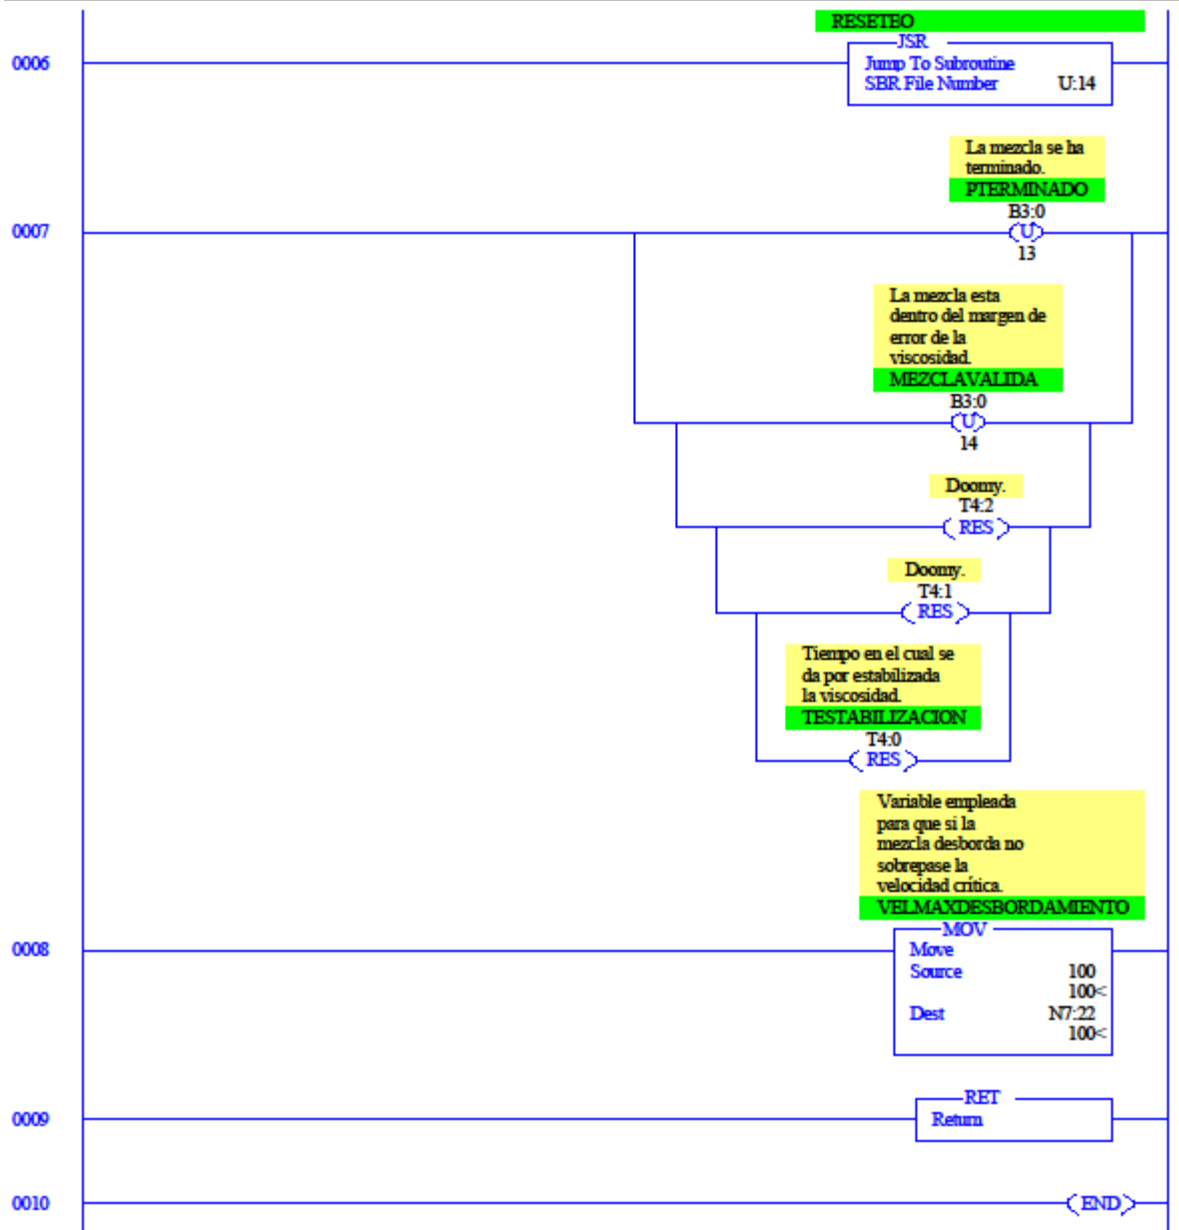 RESETEO
JSR
0006
Jump To Subroutine
SBR File Number U:14
La mezcla se ha
terminado.
PTERMINADO
B3:0
0007
U
13
La mezcla esta
dentro del margen de
error de la
viscosidad.
MEZCLAVALIDA
B3:0
U
14
Doomy.
T4:2
RES
Doomy.
T4:1
RES
Tiempo en el cual se
da por estabilizada
la viscosidad.
TESTABILIZACION
T4:0
RES
Variable empleada
para que si la
mezcla desborda no
sobrepase la
velocidad crítica.
VELMAXDESBORDAMIENTO
MOV
0008
Move
Source 100
100<
Dest N7:22
100<
RET
0009
Return
0010
END